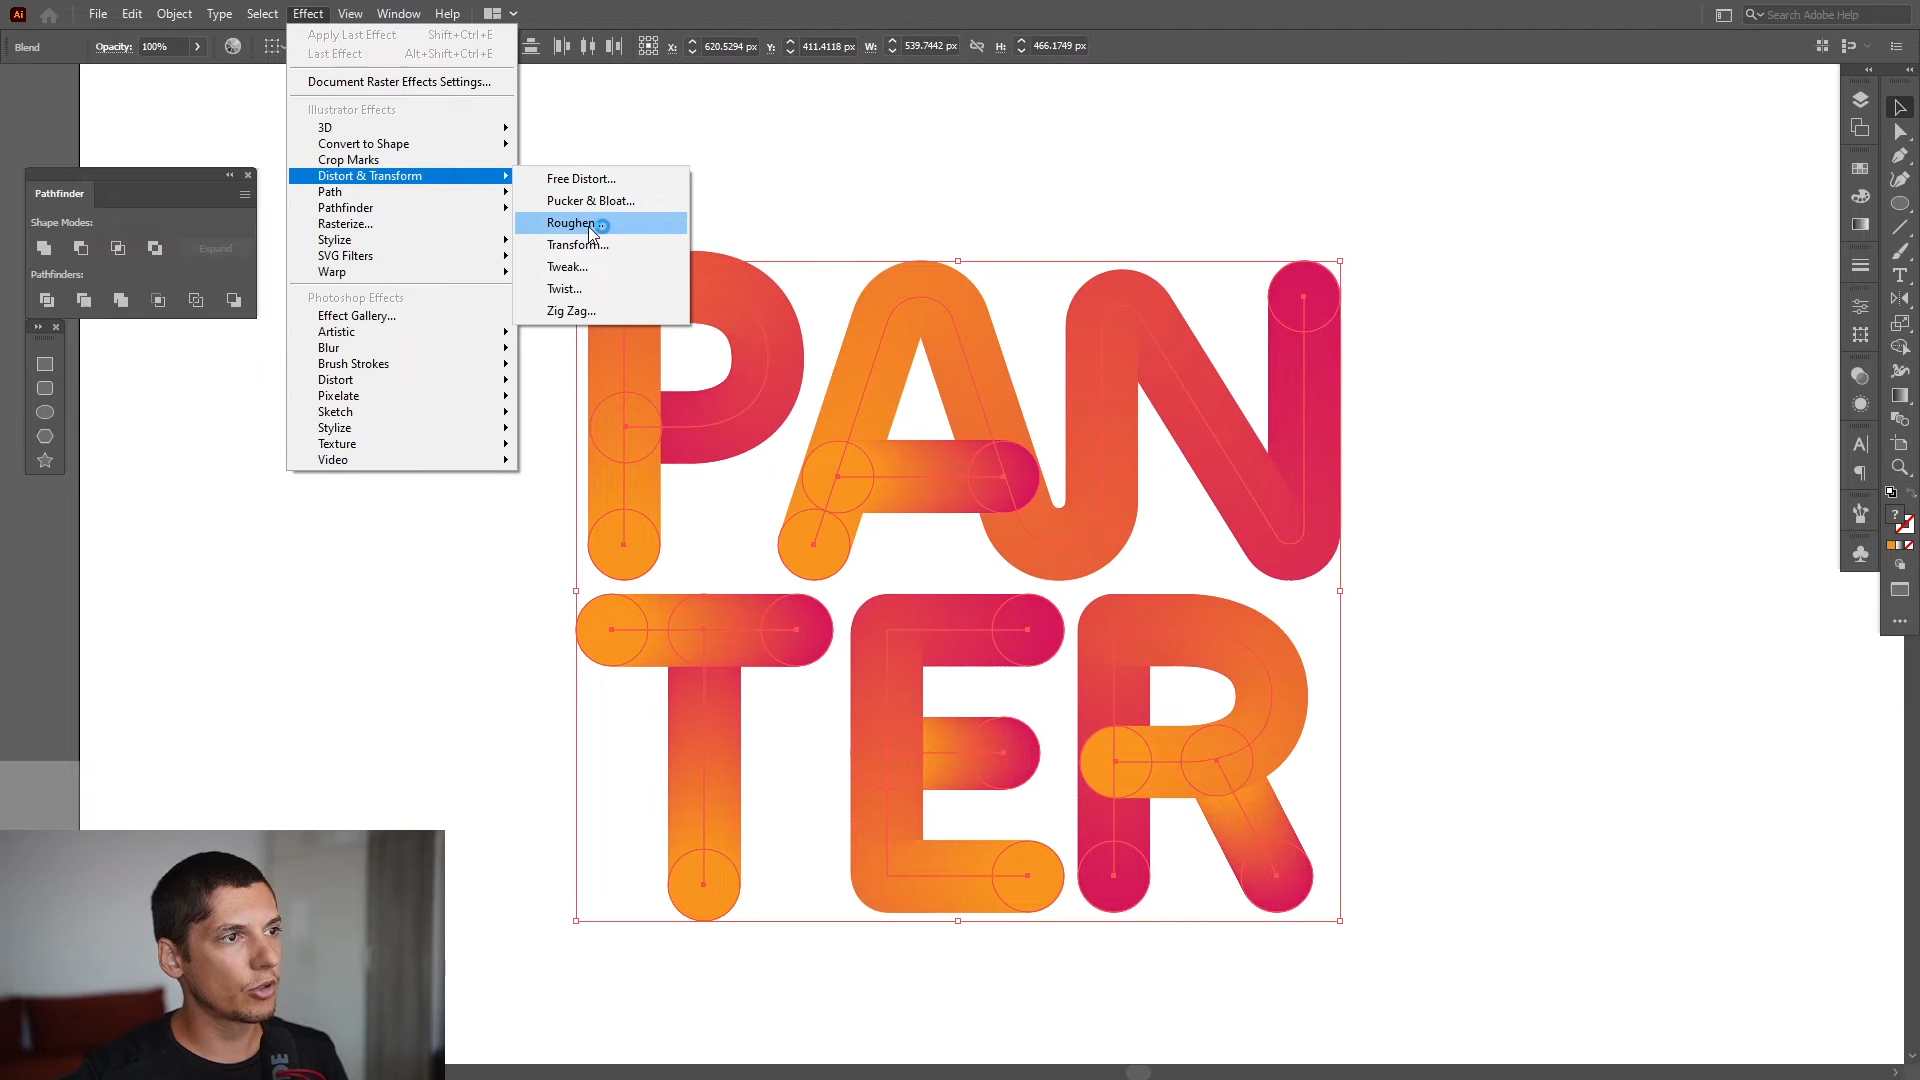 Ai File Edit Object Type Select Effect View Window Help Search Adobe Help
Blend Opacity: 100% X: 620.5294 px Y: 411.4118 px W: 539.7442 px H: 466.1749 px
Apply Last Effect Shift+Ctrl+E
Last Effect Alt+Shift+Ctrl+E
Document Raster Effects Settings...
Illustrator Effects
3D
Convert to Shape
Crop Marks
Distort & Transform
Path
Pathfinder
Rasterize...
Stylize
SVG Filters
Warp
Photoshop Effects
Effect Gallery...
Artistic
Blur
Brush Strokes
Distort
Pixelate
Sketch
Stylize
Texture
Video
Free Distort...
Pucker & Bloat...
Roughen...
Transform...
Tweak...
Twist...
Zig Zag...
Pathfinder
Shape Modes:
Expand
Pathfinders:
PAN
TER